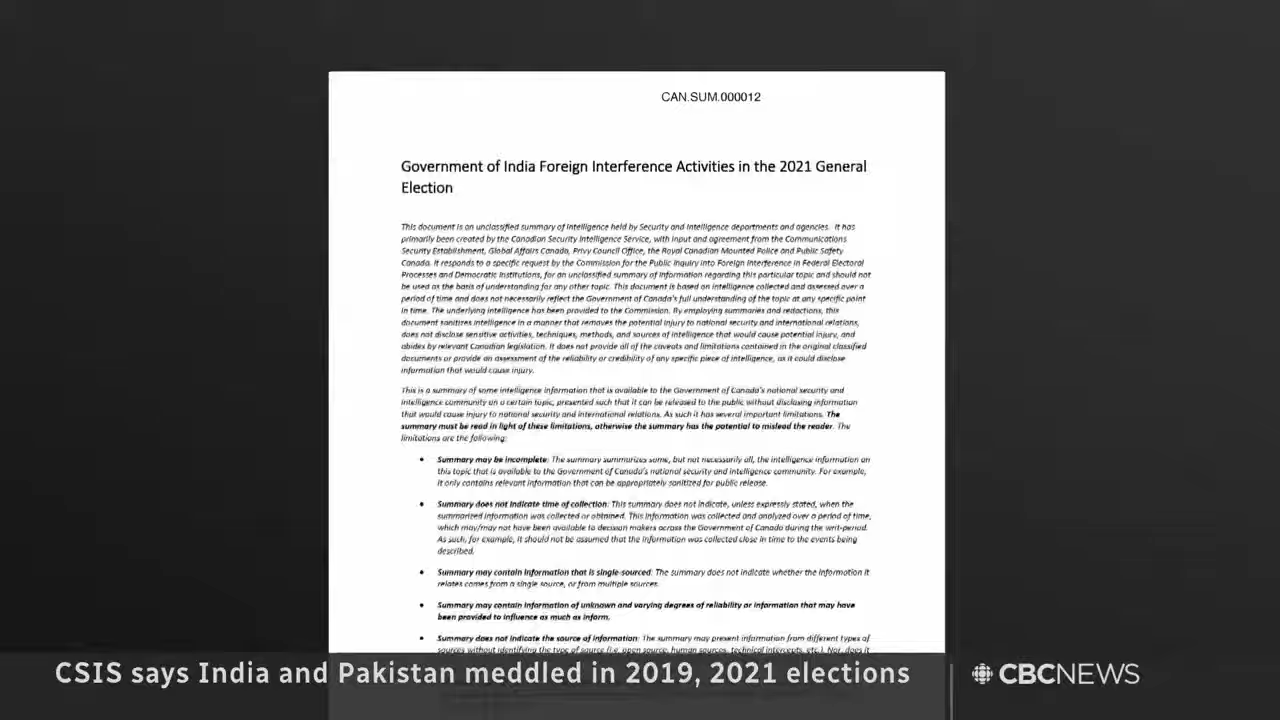 CAN.SUM.000012
Government of India Foreign Interference Activities in the 2021 General
Election
This document is an unclassified summary of intelligence held by Security and Intelligence departments and agencies. It has
primarily been created by the Canadian Security Intelligence Service, with input and agreement from the Communications
Security Establishment, Global Affairs Canada, Privy Council Office, the Royal Canadian Mounted Police and Public Safety
Canada. It responds to a specific request by the Commission for the Public Inquiry into Foreign Interference in Federal Electoral
Processes and Democratic Institutions, for an unclassified summary of information regarding this particular topic and should not
be used as the basis of understanding for any other topic. This document is based on intelligence collected and assessed over a
period of time and does not necessarily reflect the Government of Canada's full understanding of the topic at any specific point
in time. The underlying intelligence has been provided to the Commission. By employing summaries and redactions, this
document sanitizes intelligence in a manner that removes the potential injury to national security and international relations,
does not disclose sensitive activities, techniques, methods, and sources of intelligence that would cause potential injury, and
abides by relevant Canadian legislation. It does not provide all of the caveats and limitations contained in the original classified
documents or provide an assessment of the reliability or credibility of any specific piece of intelligence, as it could disclose
information that would cause injury.
This is a summary of some intelligence information that is available to the Government of Canada's national security and
intelligence community on a certain topic, presented such that it can be released to the public without disclosing information
that would cause injury to national security and international relations. As such it has several important limitations. The
summary must be read in light of these limitations, otherwise the summary has the potential to mislead the reader. The
limitations are the following:
• Summary may be incomplete: The summary summarizes some, but not necessarily all, the intelligence information on
this topic that is available to the Government of Canada's national security and intelligence community. For example,
it only contains relevant information that can be appropriately sanitized for public release.
• Summary does not indicate time of collection: This summary does not indicate, unless expressly stated, when the
summarized information was collected or obtained. This information was collected and analyzed over a period of time,
which may/may not have been available to decision makers across the Government of Canada during the writ-period.
As such, for example, it should not be assumed that the information was collected close in time to the events being
described.
• Summary may contain information that is single-sourced: The summary does not indicate whether the information it
relates comes from a single source, or from multiple sources.
• Summary may contain information of unknown and varying degrees of reliability or information that may have
been provided to influence as much as inform.
• Summary does not indicate the source of information: The summary may present information from different types of
sources without identifying the type of source (i.e. open source, human sources, technical intercepts, etc.). Nor does it
CSIS says India and Pakistan meddled in 2019, 2021 elections
CBCNEWS